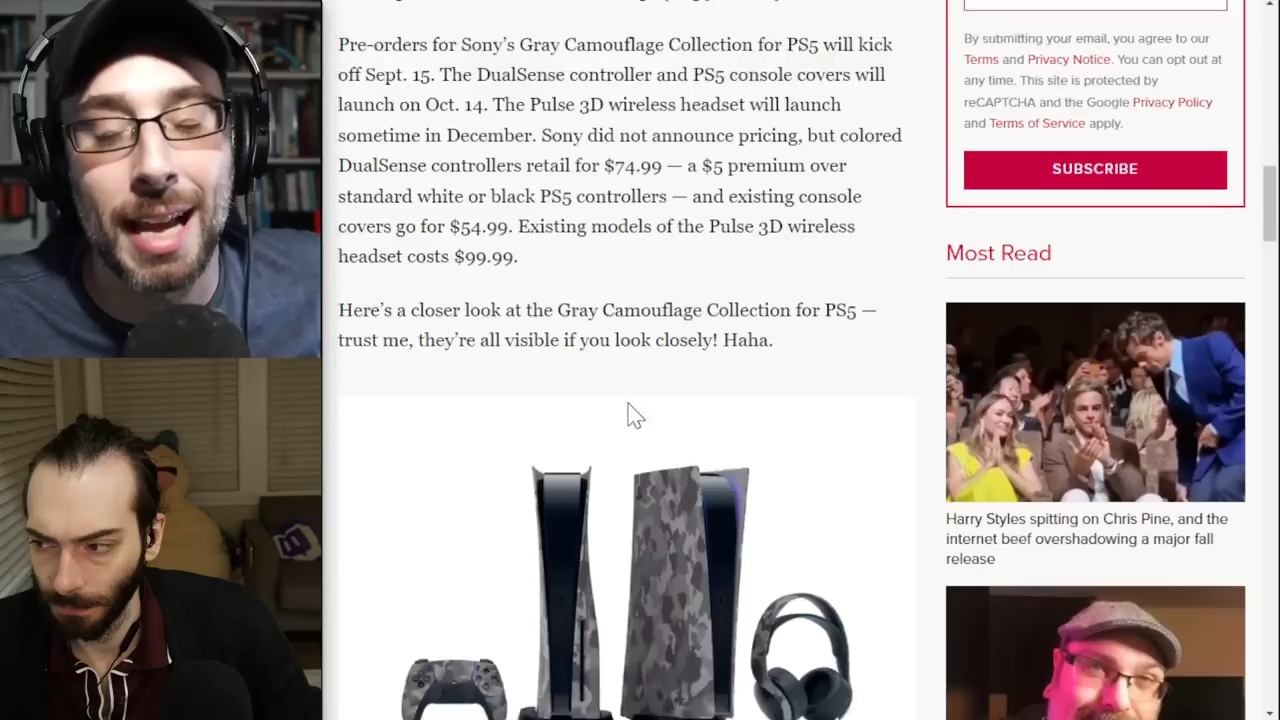 Pre-orders for Sony’s Gray Camouflage Collection for PS5 will kick
off Sept. 15. The DualSense controller and PS5 console covers will
launch on Oct. 14. The Pulse 3D wireless headset will launch
sometime in December. Sony did not announce pricing, but colored
DualSense controllers retail for $74.99 — a $5 premium over
standard white or black PS5 controllers — and existing console
covers go for $54.99. Existing models of the Pulse 3D wireless
headset costs $99.99.
Here’s a closer look at the Gray Camouflage Collection for PS5 —
trust me, they’re all visible if you look closely! Haha.
By submitting your email, you agree to our
Terms and Privacy Notice. You can opt out at
any time. This site is protected by
reCAPTCHA and the Google Privacy Policy
and Terms of Service apply.
SUBSCRIBE
Most Read
Harry Styles spitting on Chris Pine, and the
internet beef overshadowing a major fall
release